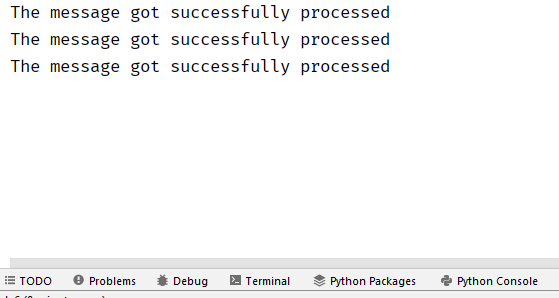 The message got successfully processed
The message got successfully processed
The message got successfully processed
TODO Problems Debug Terminal Python Packages Python Console